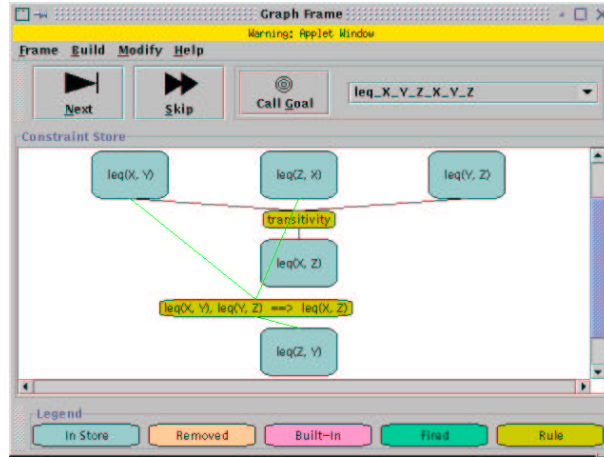 Graph Frame
Warning: Applet Window
Frame Build Modify Help
Next Skip Call Goal leq_X_Y_Z_X_Y_Z
Constraint Store
leq(X, Y) leq(Z, X) leq(Y, Z)
transitivity
leq(X, Z)
leq(X, Y), leq(Y, Z) ==> leq(X, Z)
leq(Z, Y)
Legend
In Store Removed Built-In Fired Rule